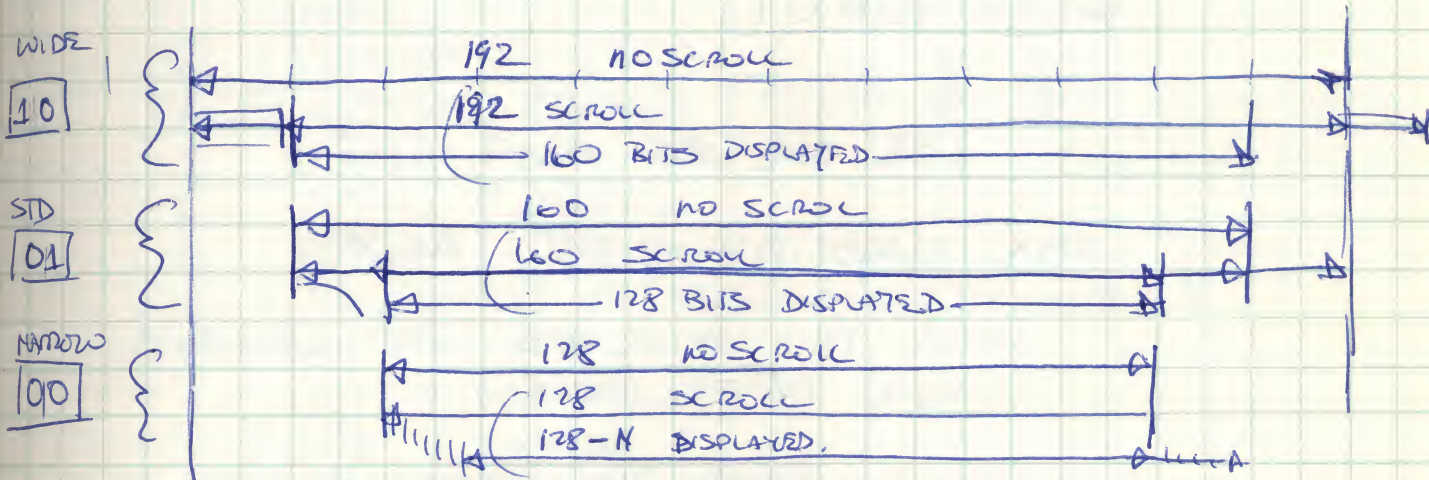 WIDE
192 NO SCROLL
10
192 SCROLL
160 BITS DISPLAYED
STD
160 NO SCROL
01
160 SCROLL
128 BITS DISPLAYED
NARROW
128 NO SCROLL
00
128 SCROLL
128-N DISPLAYED.